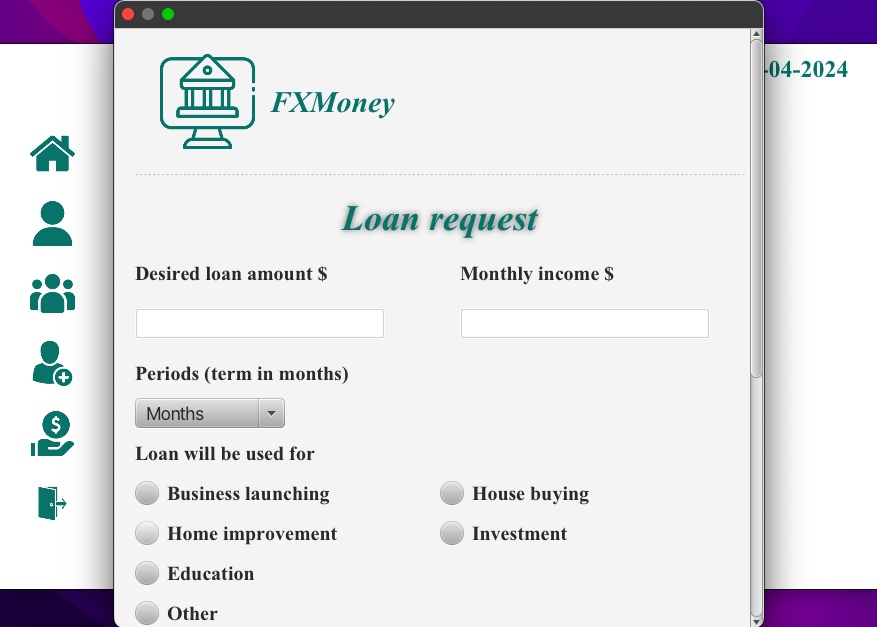 -04-2024
FXMoney
Loan request
Desired loan amount $ Monthly income $
Periods (term in months)
Months
Loan will be used for
Business launching House buying
Home improvement Investment
Education
Other
$